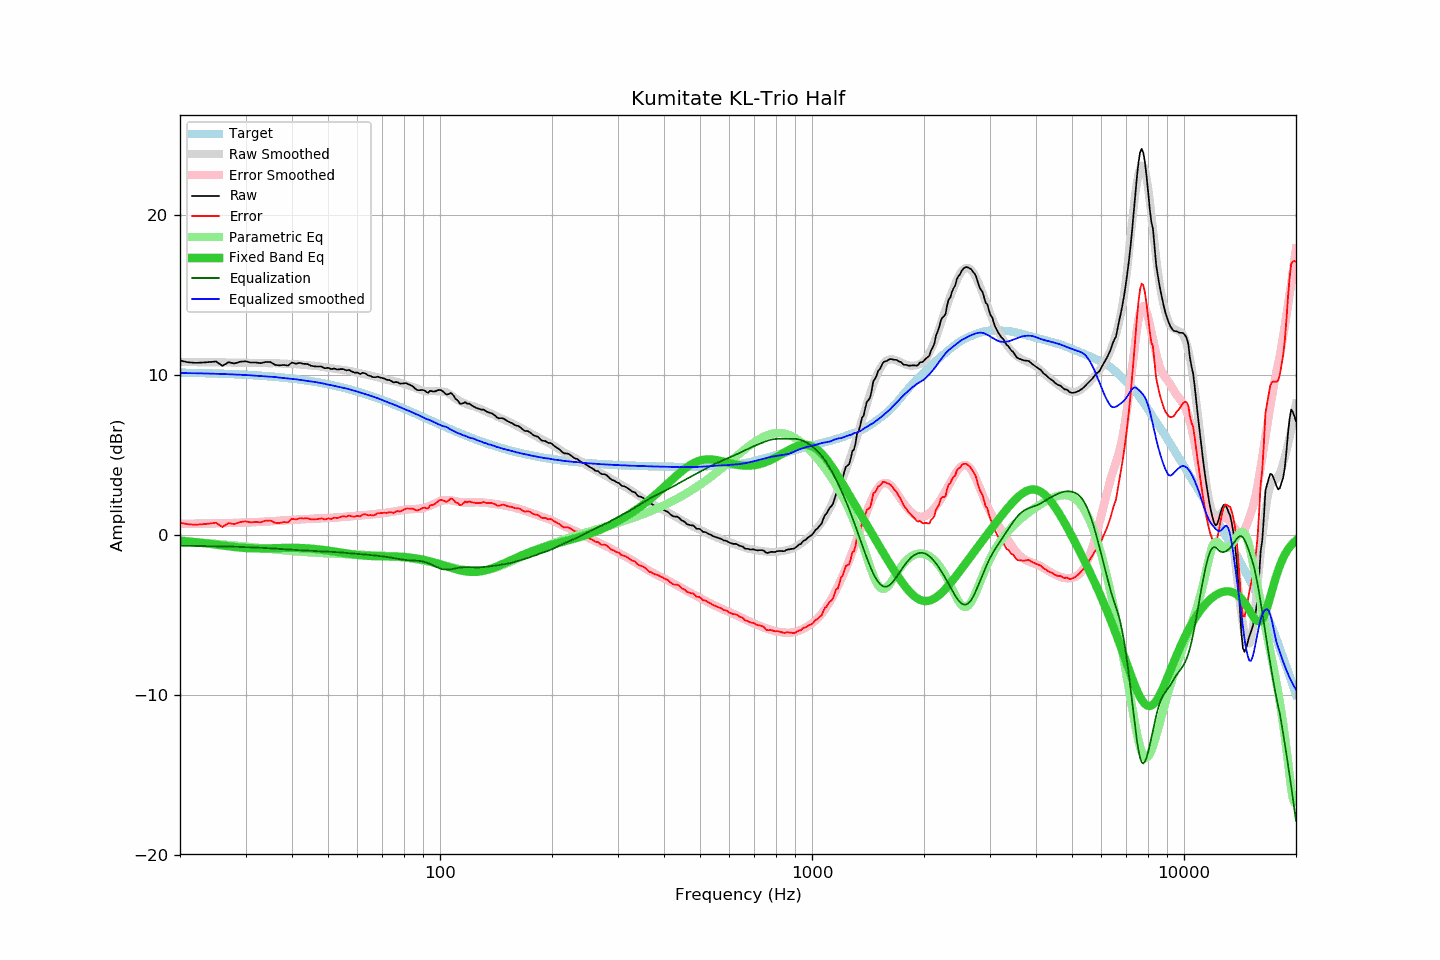 Kumitate KL-Trio Half
Target
Raw Smoothed
Error Smoothed
Raw
Error
Parametric Eq
Fixed Band Eq
Equalization
Equalized smoothed
20
10
0
−10
−20
Amplitude (dBr)
100
1000
10000
Frequency (Hz)